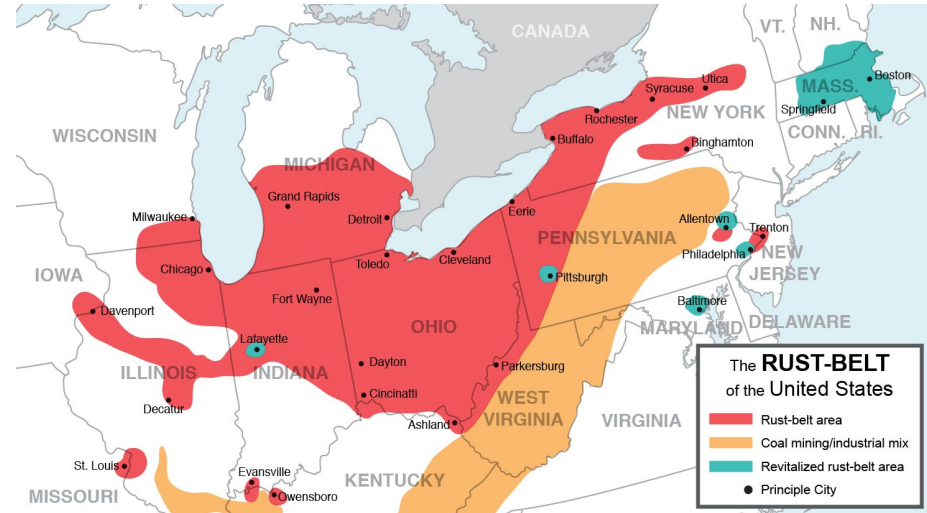 CANADA
VT.
NH.
WISCONSIN
MICHIGAN
Utica
Syracuse
NEW YORK
Rochester
Buffalo
Binghamton
MASS.
Boston
Springfield
CONN.
RI.
Grand Rapids
Milwaukee
Detroit
Eerie
Allentown
Trenton
PENNSYLVANIA
Philadelphia
NEW
JERSEY
IOWA
Chicago
Toledo
Cleveland
Pittsburgh
Fort Wayne
Davenport
Baltimore
MARYLAND
DELAWARE
OHIO
Lafayette
ILLINOIS
INDIANA
Dayton
Parkersburg
Cincinatti
Decatur
WEST
VIRGINIA
VIRGINIA
Ashland
St. Louis
Evansville
KENTUCKY
MISSOURI
Owensboro
The RUST-BELT
of the United States
Rust-belt area
Coal mining/industrial mix
Revitalized rust-belt area
Principle City